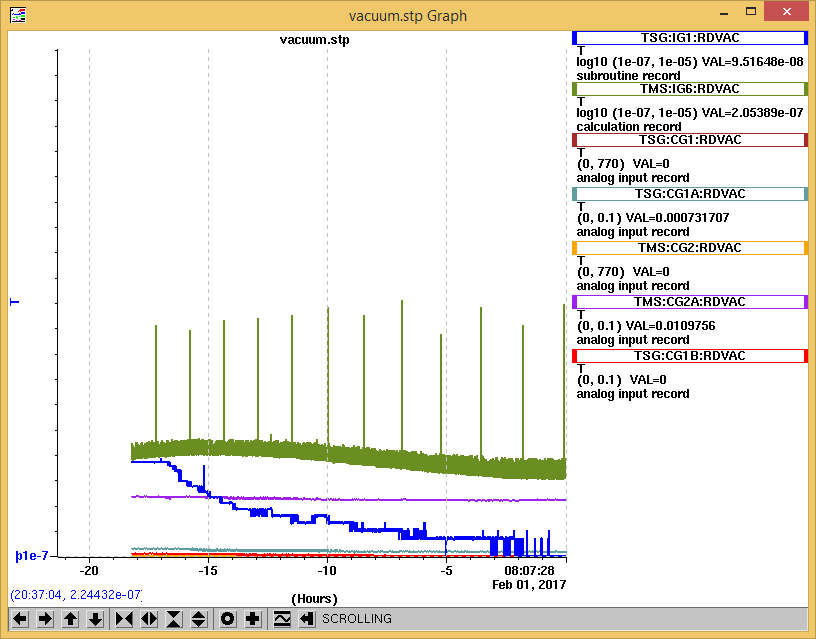 vacuum.stp Graph
vacuum.stp
T
þ1e-7
-20
-15
-10
-5
08:07:28
Feb 01, 2017
(Hours)
(20:37:04, 2.24432e-07)
SCROLLING
TSG:IG1:RDVAC
T
log10 (1e-07, 1e-05) VAL=9.51648e-08
subroutine record
TMS:IG6:RDVAC
T
log10 (1e-07, 1e-05) VAL=2.05389e-07
calculation record
TSG:CG1:RDVAC
T
(0, 770) VAL=0
analog input record
TSG:CG1A:RDVAC
T
(0, 0.1) VAL=0.000731707
analog input record
TMS:CG2:RDVAC
T
(0, 770) VAL=0
analog input record
TMS:CG2A:RDVAC
T
(0, 0.1) VAL=0.0109756
analog input record
TSG:CG1B:RDVAC
T
(0, 0.1) VAL=0
analog input record